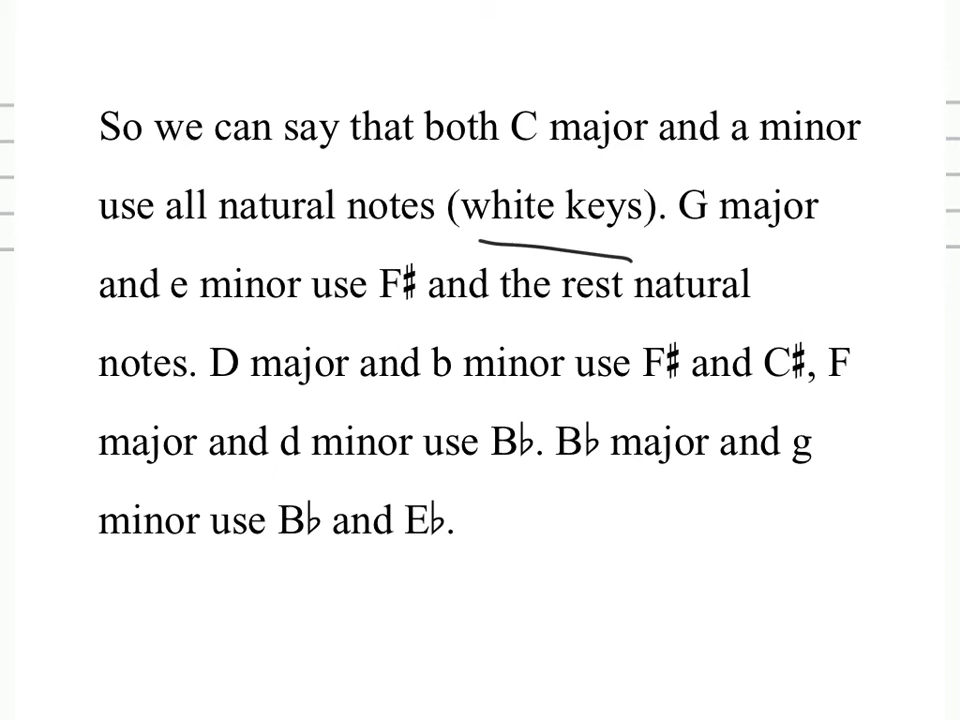 So we can say that both C major and a minor
use all natural notes (white keys). G major
and e minor use F♯ and the rest natural
notes. D major and b minor use F♯ and C♯, F
major and d minor use B♭. B♭ major and g
minor use B♭ and E♭.